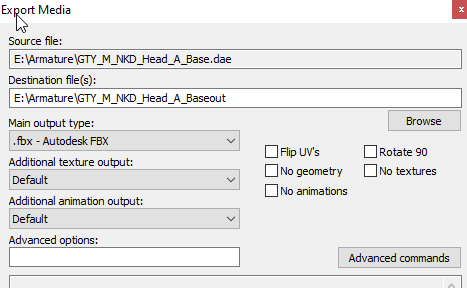 Export Media
Source file:
E:\Armature\GTY_M_NKD_Head_A_Base.dae
Destination file(s):
E:\Armature\GTY_M_NKD_Head_A_Baseout
Browse
Main output type:
.fbx - Autodesk FBX
Flip UV's
Rotate 90
Additional texture output:
No geometry
No textures
Default
No animations
Additional animation output:
Default
Advanced options:
Advanced commands